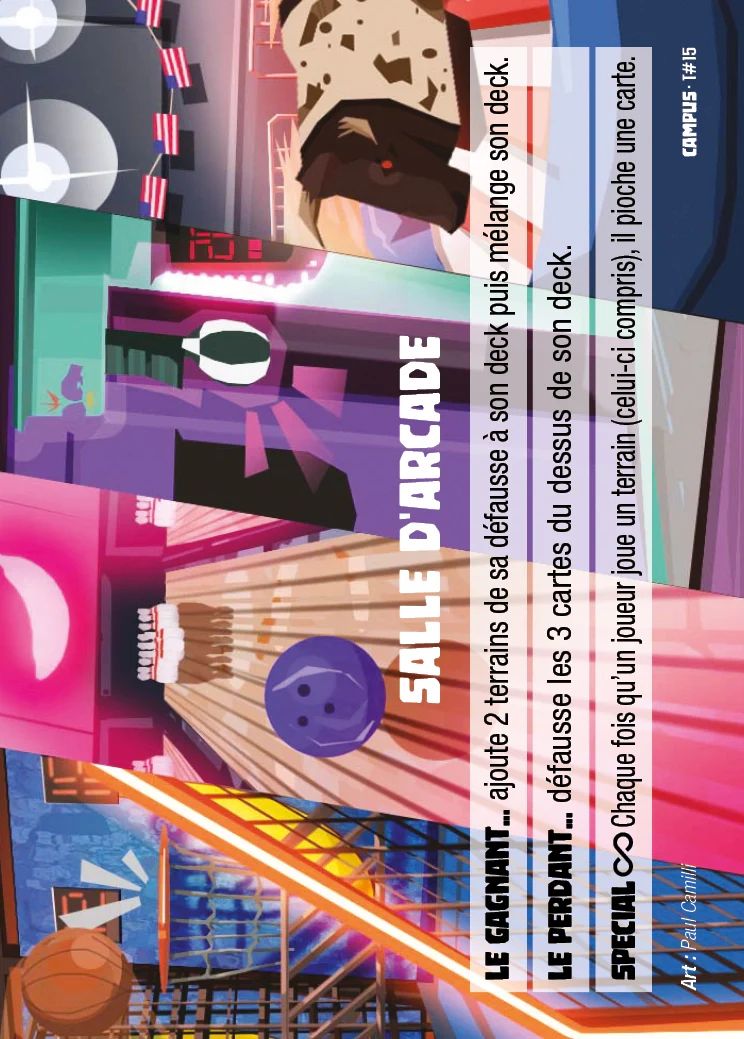 SALLE D'ARCADE
LE GAGNANT... ajoute 2 terrains de sa défausse à son deck puis mélange son deck.
LE PERDANT... défausse les 3 cartes du dessus de son deck.
SPECIAL ∞ Chaque fois qu'un joueur joue un terrain (celui-ci compris), il pioche une carte.
Art : Paul Camilli
CAMPUS · T#15